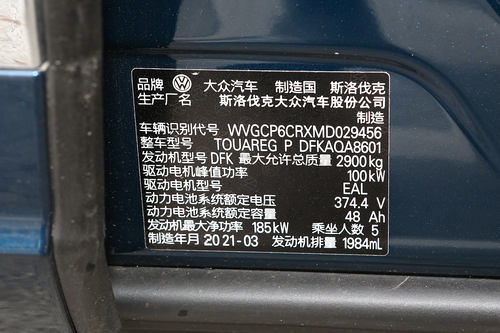 品牌 大众汽车 制造国 斯洛伐克
生产厂名 斯洛伐克大众汽车股份公司
制造
车辆识别代号 WVGCP6CRXMD029456
整车型号 TOUAREG P DFKAQA8601
发动机型号 DFK 最大允许总质量 2900kg
驱动电机峰值功率 100kW
驱动电机型号 EAL
动力电池系统额定电压 374.4 V
动力电池系统额定容量 48 Ah
发动机最大净功率 185kW 乘坐人数 5
制造年月 2021-03 发动机排量 1984mL